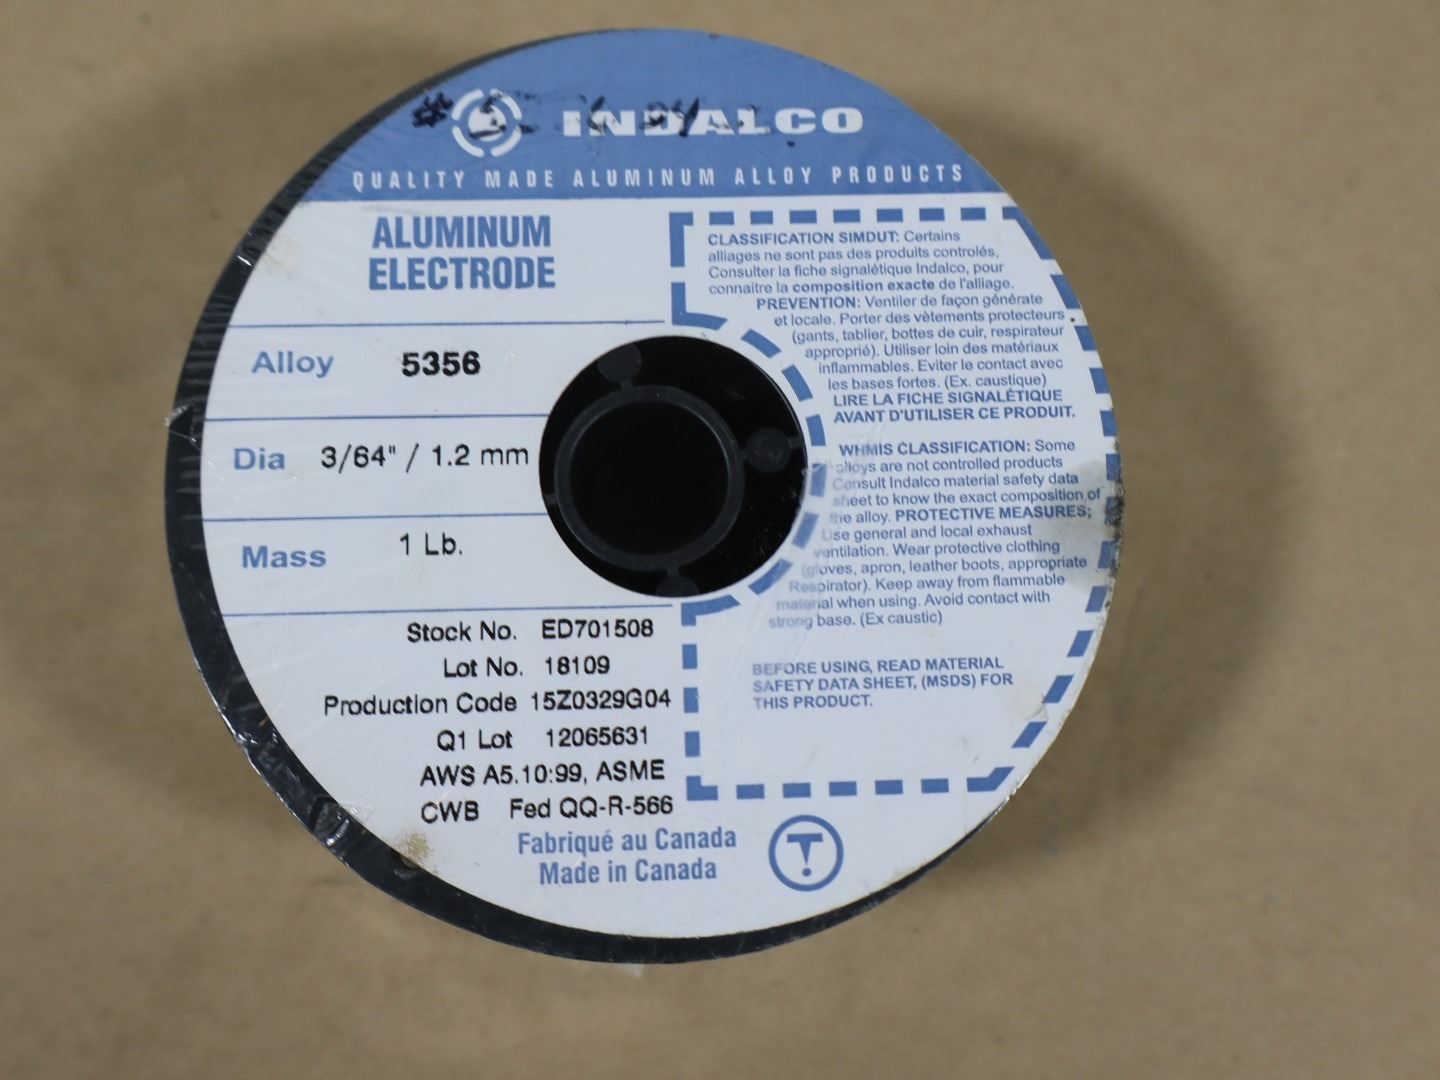 INDALCO
QUALITY MADE ALUMINUM ALLOY PRODUCTS
ALUMINUM
ELECTRODE
Alloy 5356
Dia 3/64" / 1.2 mm
Mass 1 Lb.
Stock No. ED701508
Lot No. 18109
Production Code 15Z0329G04
Q1 Lot 12065631
AWS A5.10:99, ASME
CWB Fed QQ-R-566
Fabriqué au Canada
Made in Canada
CLASSIFICATION SIMDUT: Certains
alliages ne sont pas des produits controlés,
Consulter la fiche signalétique Indalco, pour
connaitre la composition exacte de l'alliage.
PREVENTION: Ventiler de façon générate
et locale. Porter des vètements protecteurs
(gants, tablier, bottes de cuir, respirateur
approprié). Utiliser loin des matériaux
inflammables. Eviter le contact avec
les bases fortes. (Ex. caustique)
LIRE LA FICHE SIGNALÉTIQUE
AVANT D'UTILISER CE PRODUIT.
WHMIS CLASSIFICATION: Some
alloys are not controlled products
Consult Indalco material safety data
sheet to know the exact composition of
the alloy. PROTECTIVE MEASURES;
Use general and local exhaust
ventilation. Wear protective clothing
(gloves, apron, leather boots, appropriate
Respirator). Keep away from flammable
material when using. Avoid contact with
strong base. (Ex caustic)
BEFORE USING, READ MATERIAL
SAFETY DATA SHEET, (MSDS) FOR
THIS PRODUCT.